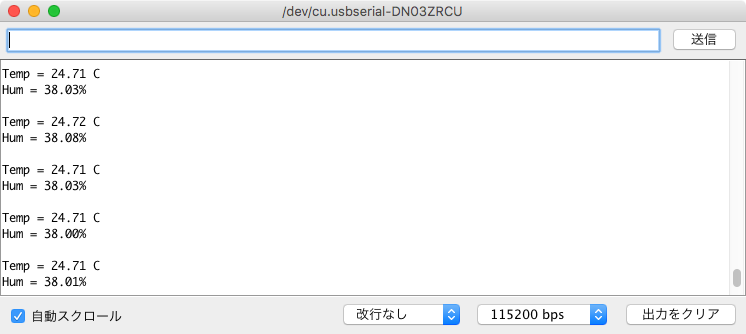 /dev/cu.usbserial-DN03ZRCU
送信
Temp = 24.71 C
Hum = 38.03%
Temp = 24.72 C
Hum = 38.08%
Temp = 24.71 C
Hum = 38.03%
Temp = 24.71 C
Hum = 38.00%
Temp = 24.71 C
Hum = 38.01%
自動スクロール 改行なし 115200 bps 出力をクリア